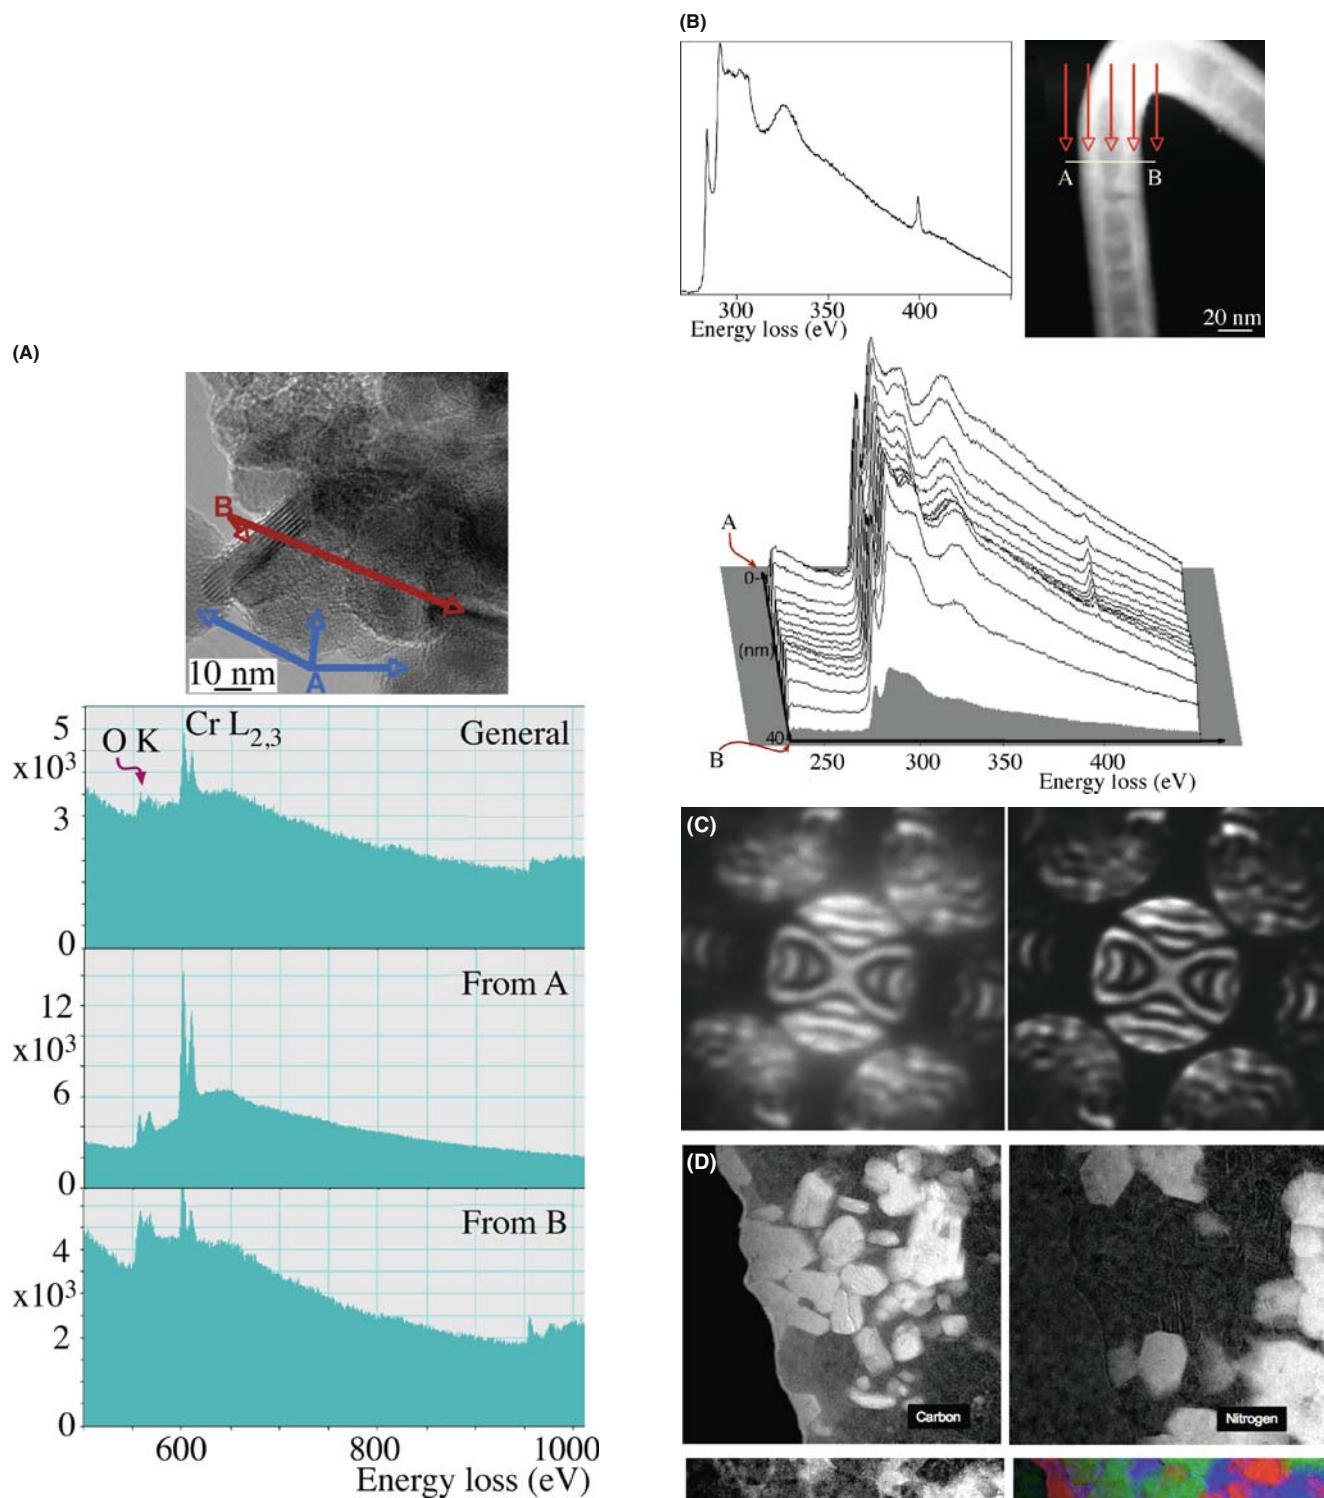 (A)
B
A
10 nm
O K
Cr L2,3
General
5
x10³
3
0
From A
12
x10³
6
0
From B
4
x10³
2
0
600
800
1000
Energy loss (eV)
(B)
300
350
400
Energy loss (eV)
A
B
20 nm
A
0
(nm)
40
B
250
300
350
400
Energy loss (eV)
(C)
(D)
Carbon
Nitrogen